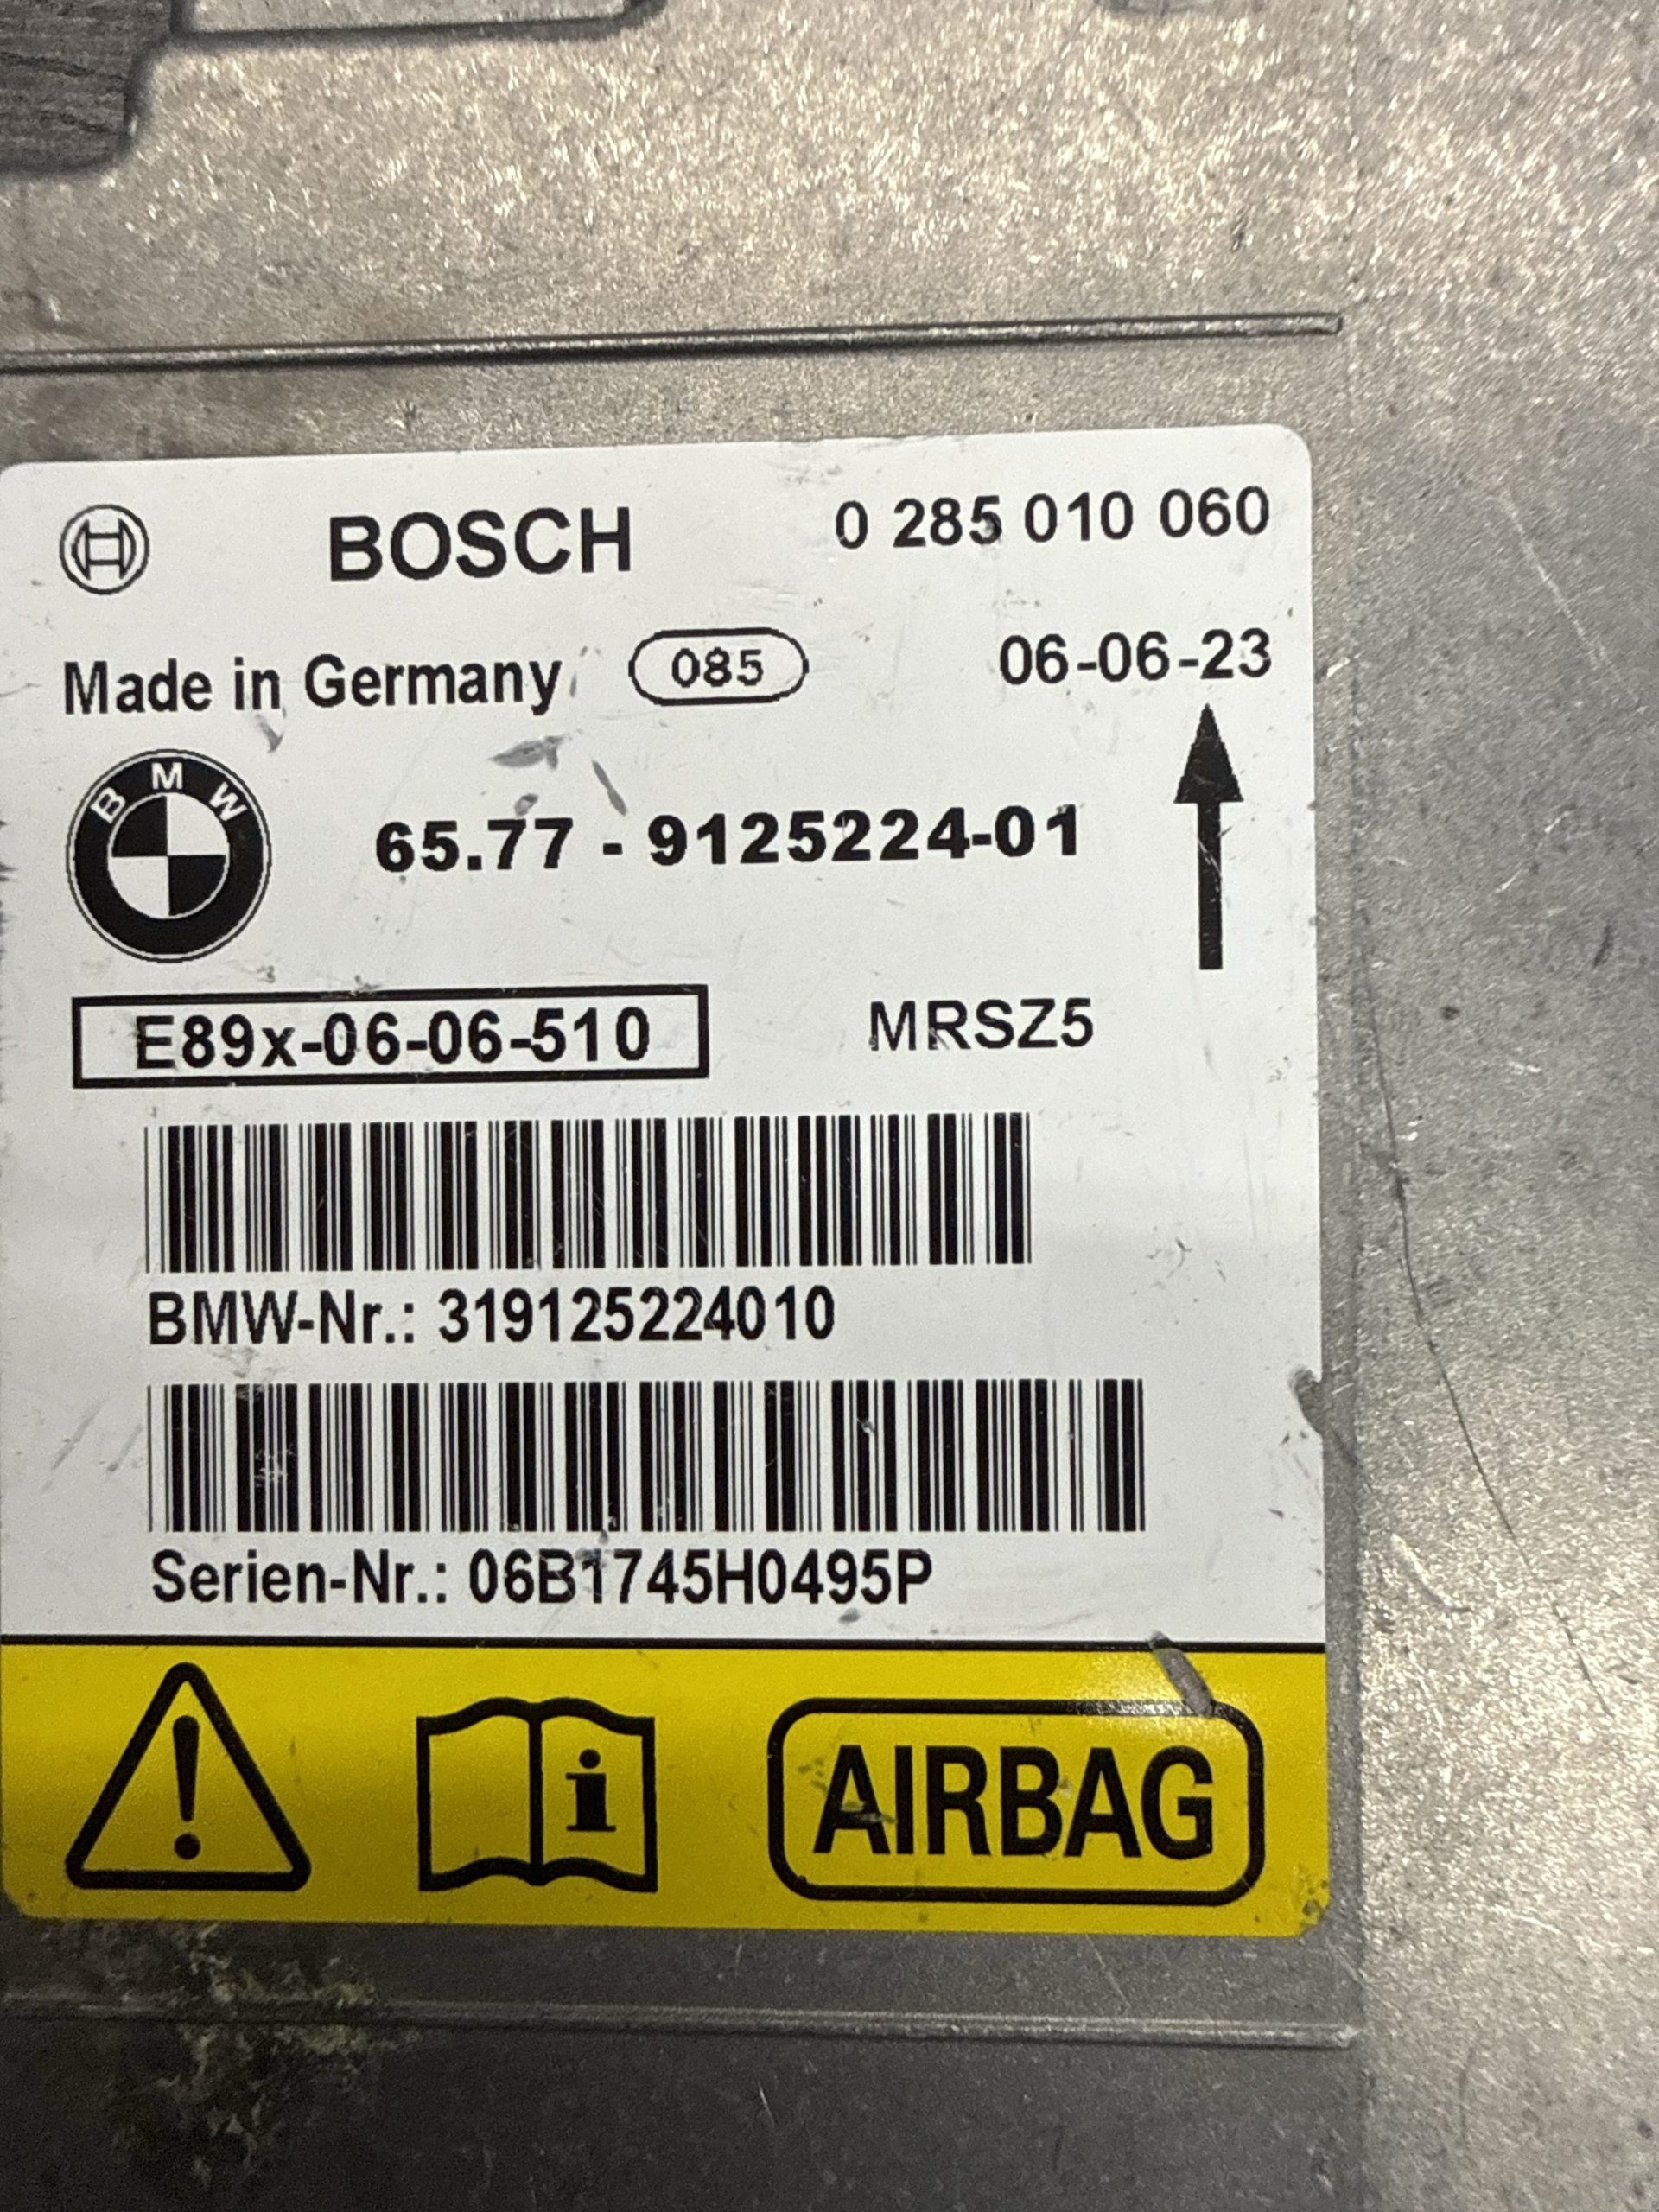 BOSCH 0 285 010 060
Made in Germany 085 06-06-23
BMW 65.77 - 9125224-01
E89x-06-06-510 MRSZ5
BMW-Nr.: 319125224010
Serien-Nr.: 06B1745H0495P
! i AIRBAG